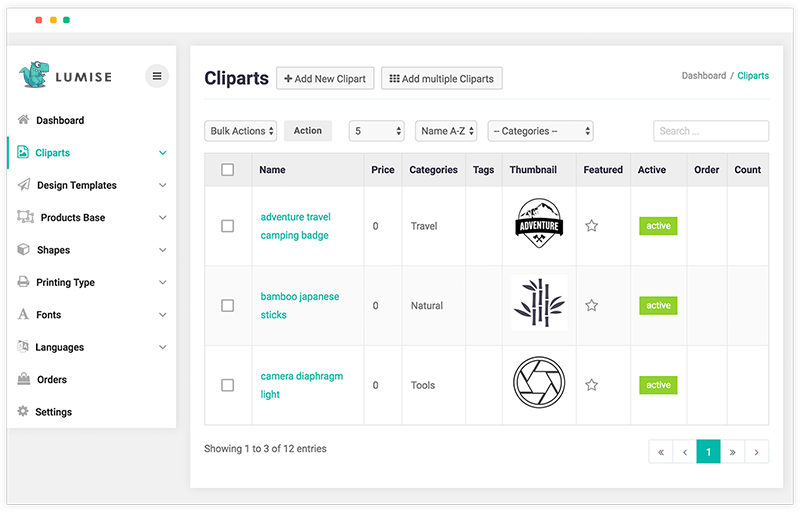 LUMISE
Dashboard
Cliparts
Design Templates
Products Base
Shapes
Printing Type
Fonts
Languages
Orders
Settings
Cliparts
Add New Clipart
Add multiple Cliparts
Dashboard / Cliparts
Bulk Actions
Action
5
Name A-Z
-- Categories --
Search ...
Name Price Categories Tags Thumbnail Featured Active Order Count
adventure travel
camping badge
0
Travel
ADVENTURE
active
bamboo japanese
sticks
0
Natural
active
camera diaphragm
light
0
Tools
active
Showing 1 to 3 of 12 entries
« ‹ 1 » ›